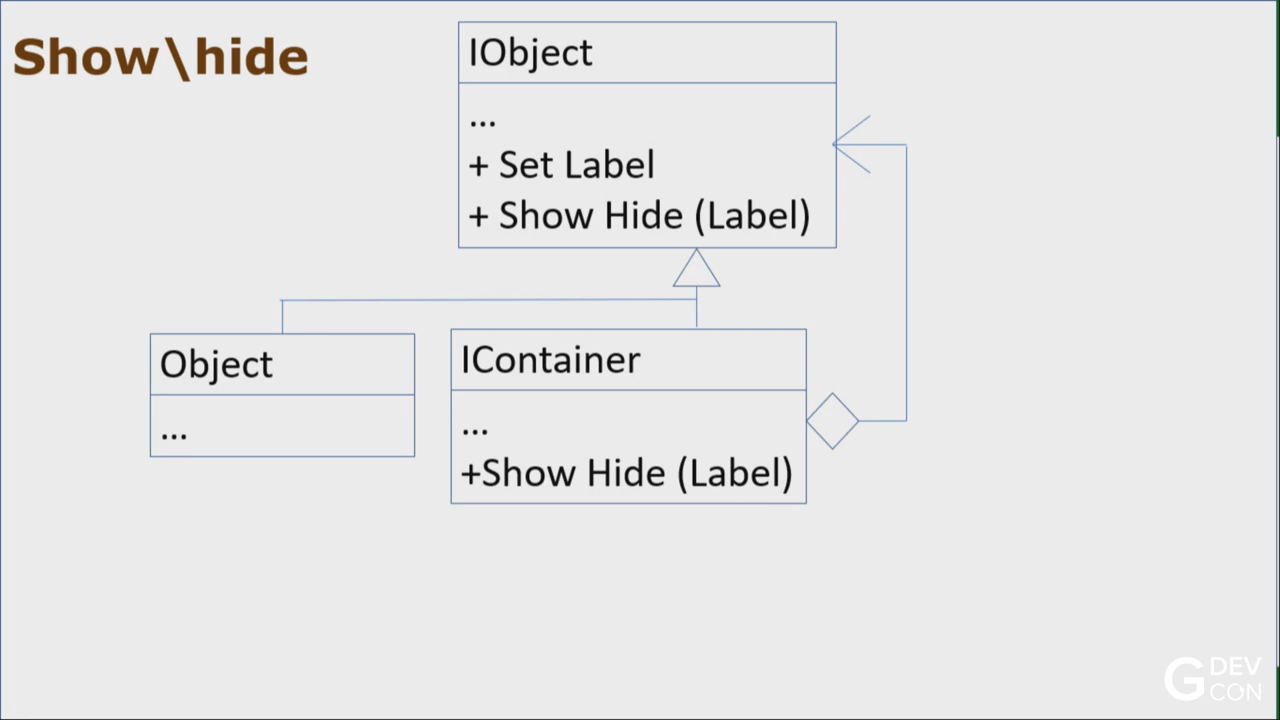 Show\hide
IObject
...
+ Set Label
+ Show Hide (Label)
Object
...
IContainer
...
+Show Hide (Label)
G DEV
CON